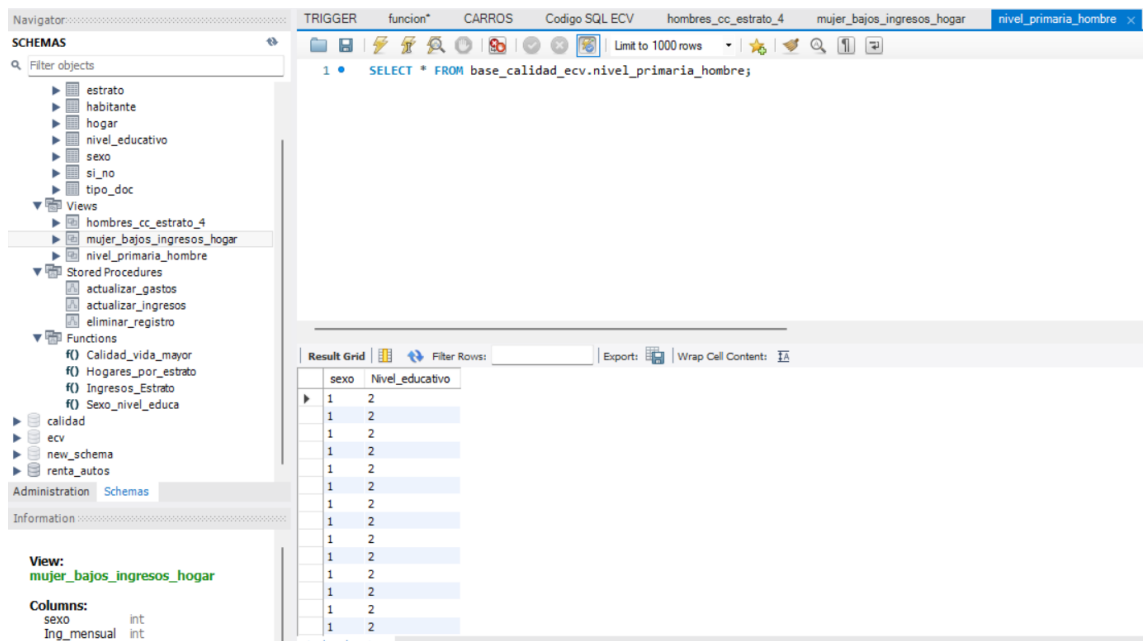 Navigator
SCHEMAS
Filter objects
estrato
habitante
hogar
nivel_educativo
sexo
si_no
tipo_doc
Views
hombres_cc_estrato_4
mujer_bajos_ingresos_hogar
nivel_primaria_hombre
Stored Procedures
actualizar_gastos
actualizar_ingresos
eliminar_registro
Functions
f() Calidad_vida_mayor
f() Hogares_por_estrato
f() Ingresos_Estrato
f() Sexo_nivel_educa
calidad
ecv
new_schema
renta_autos
Administration Schemas
Information
View:
mujer_bajos_ingresos_hogar
Columns:
sexo int
Ing_mensual int
TRIGGER funcion* CARROS Codigo SQL ECV hombres_cc_estrato_4 mujer_bajos_ingresos_hogar nivel_primaria_hombre
Limit to 1000 rows
1 SELECT * FROM base_calidad_ecv.nivel_primaria_hombre;
Result Grid Filter Rows: Export: Wrap Cell Content:
sexo Nivel_educativo
1 2
1 2
1 2
1 2
1 2
1 2
1 2
1 2
1 2
1 2
1 2
1 2
1 2
1 2